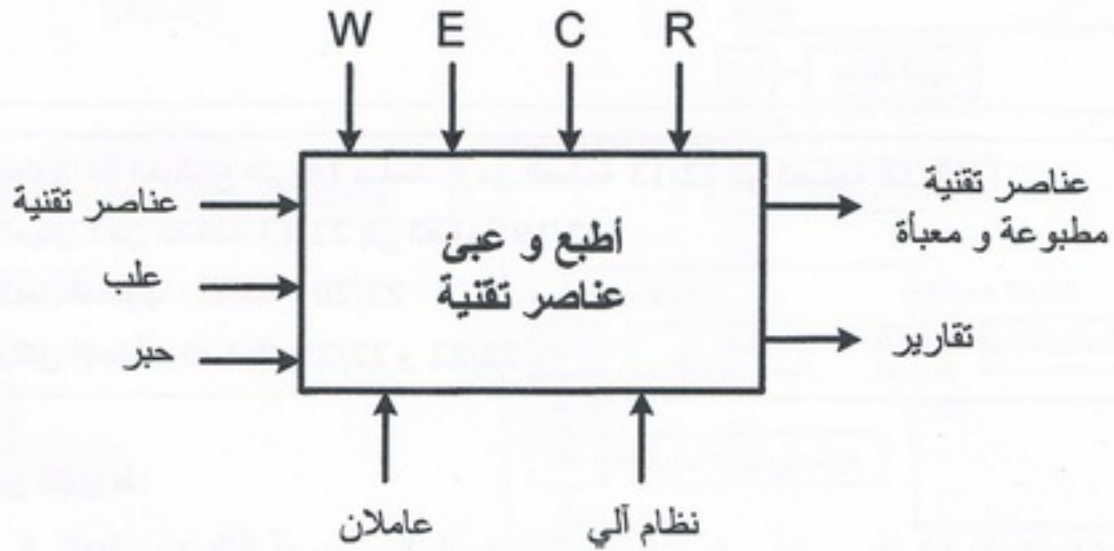 W E C R
عناصر تقنية
علب
حبر
أطبع و عبئ
عناصر تقنية
عناصر تقنية
مطبوعة و معبأة
تقارير
عاملان
نظام آلي